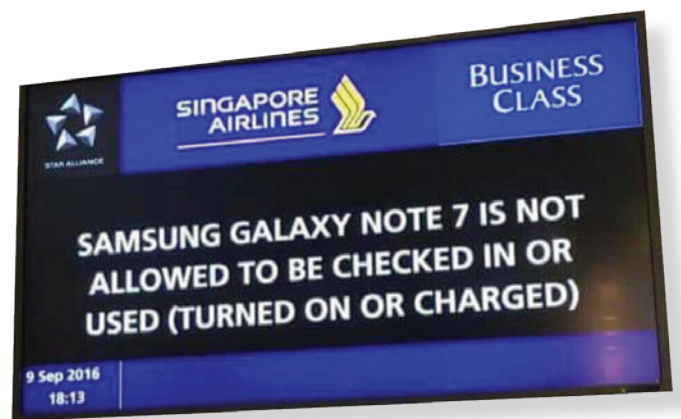 STAR ALLIANCE
SINGAPORE
AIRLINES
BUSINESS
CLASS
SAMSUNG GALAXY NOTE 7 IS NOT
ALLOWED TO BE CHECKED IN OR
USED (TURNED ON OR CHARGED)
9 Sep 2016
18:13